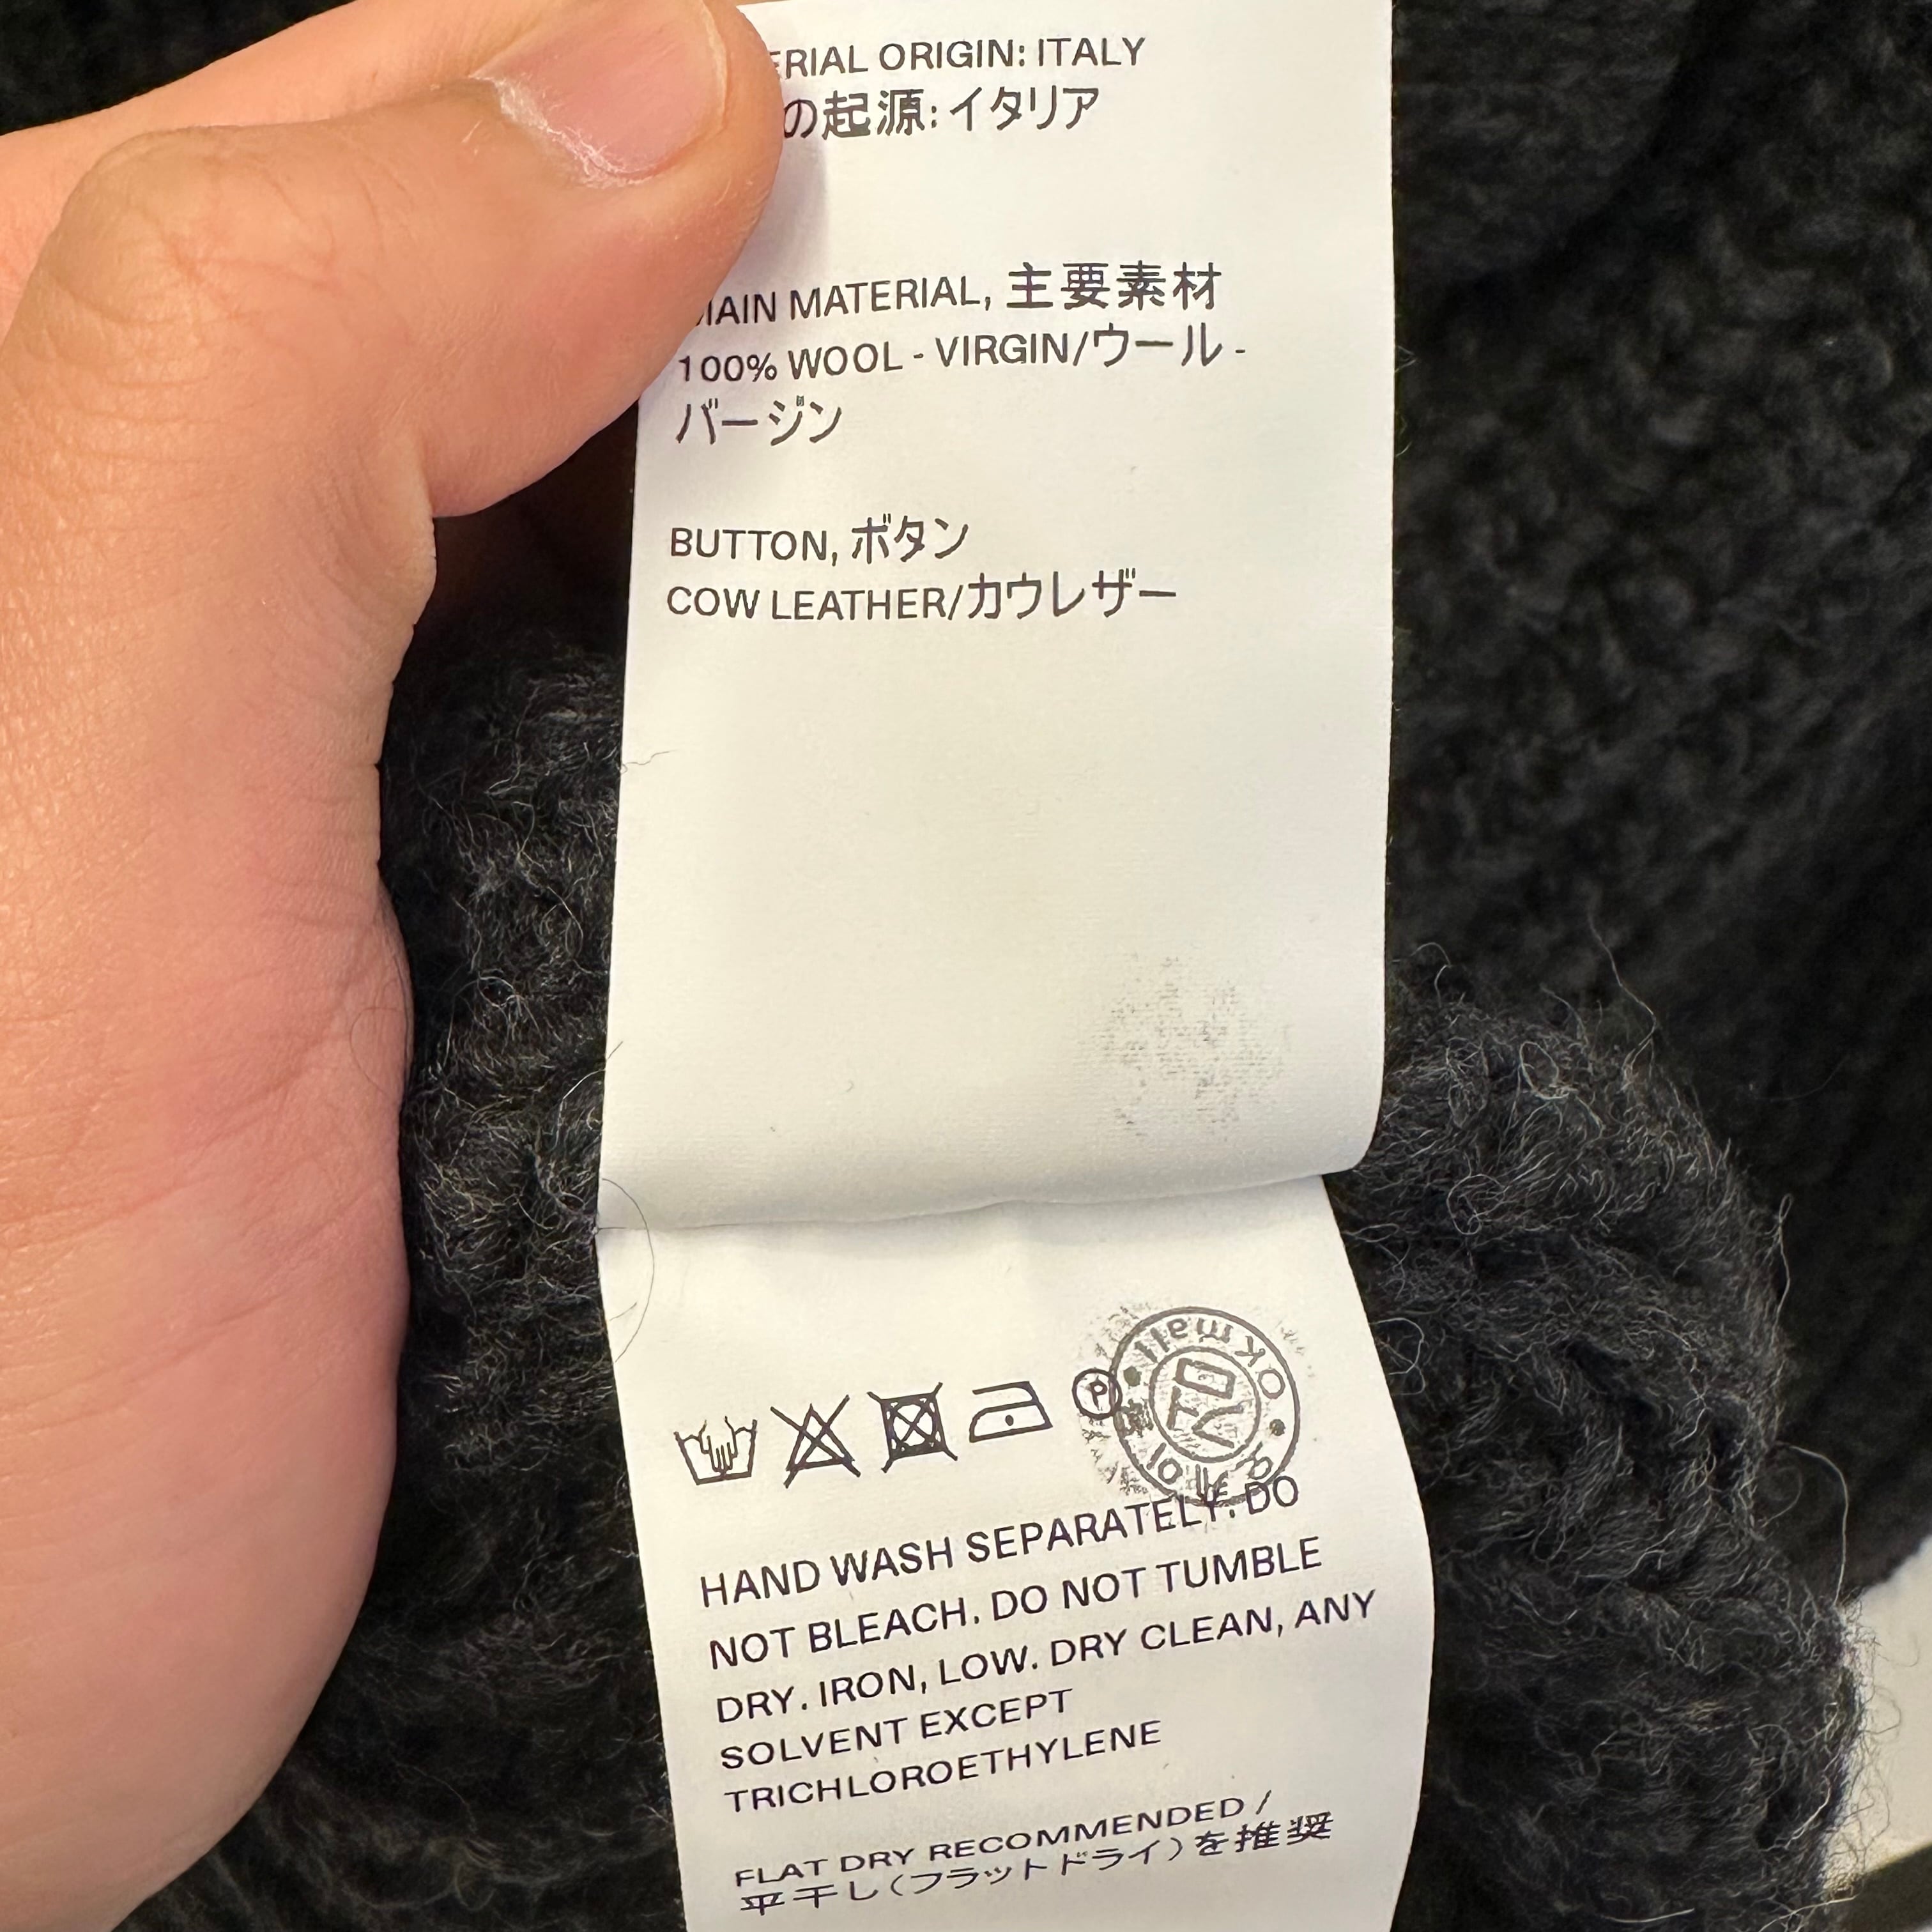 ERIAL ORIGIN: ITALY
の起源: イタリア
MAIN MATERIAL, 主要素材
100% WOOL - VIRGIN/ウール -
バージン
BUTTON, ボタン
COW LEATHER/カウレザー
P
OKmall
HAND WASH SEPARATELY. DO
NOT BLEACH. DO NOT TUMBLE
DRY. IRON, LOW. DRY CLEAN, ANY
SOLVENT EXCEPT
TRICHLOROETHYLENE
FLAT DRY RECOMMENDED /
平干し(フラットドライ)を推奨